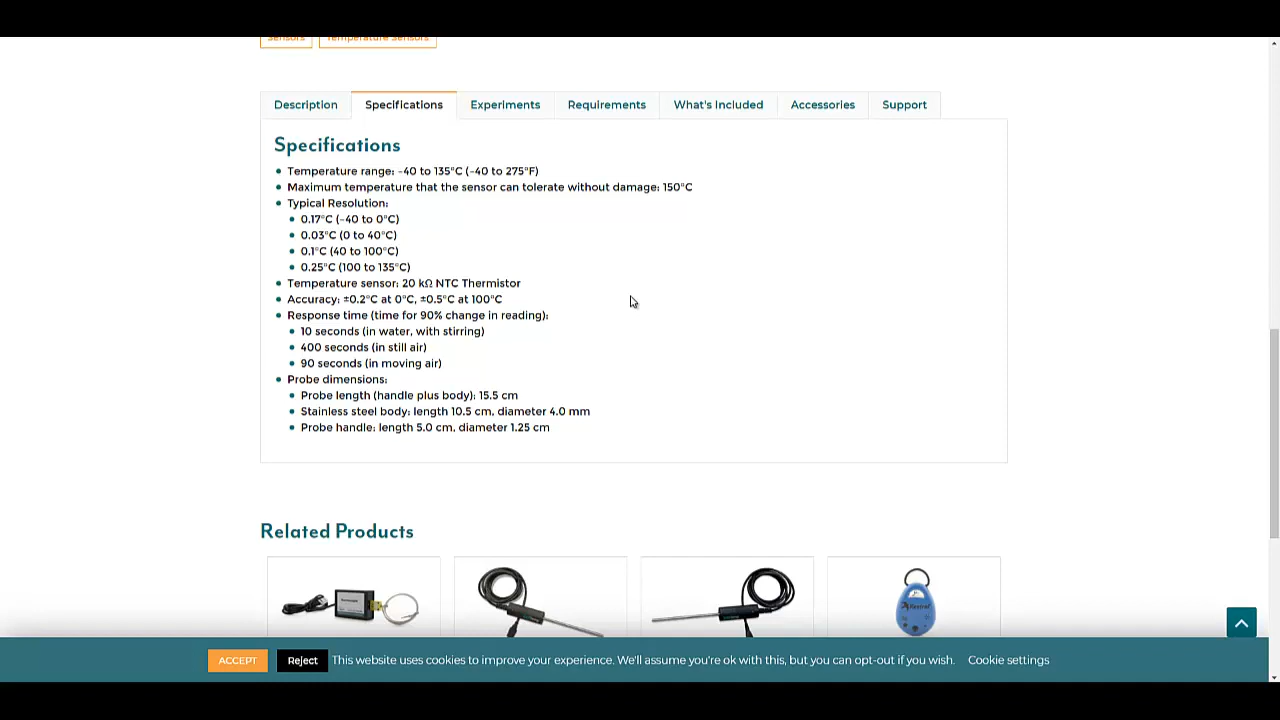 Sensors Temperature Sensors
Description Specifications Experiments Requirements What's Included Accessories Support
Specifications
Temperature range: –40 to 135°C (–40 to 275°F)
Maximum temperature that the sensor can tolerate without damage: 150°C
Typical Resolution:
0.17°C (–40 to 0°C)
0.03°C (0 to 40°C)
0.1°C (40 to 100°C)
0.25°C (100 to 135°C)
Temperature sensor: 20 kΩ NTC Thermistor
Accuracy: ±0.2°C at 0°C, ±0.5°C at 100°C
Response time (time for 90% change in reading):
10 seconds (in water, with stirring)
400 seconds (in still air)
90 seconds (in moving air)
Probe dimensions:
Probe length (handle plus body): 15.5 cm
Stainless steel body: length 10.5 cm, diameter 4.0 mm
Probe handle: length 5.0 cm, diameter 1.25 cm
Related Products
Kestrel
ACCEPT Reject This website uses cookies to improve your experience. We'll assume you're ok with this, but you can opt-out if you wish. Cookie settings